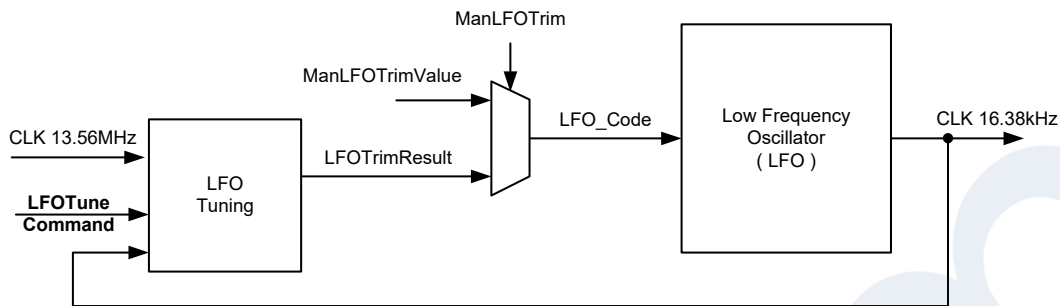 ManLFOTrim
ManLFOTrimValue
CLK 13.56MHz
LFOTune
Command
LFO
Tuning
LFOTrimResult
LFO_Code
Low Frequency
Oscillator
( LFO )
CLK 16.38kHz